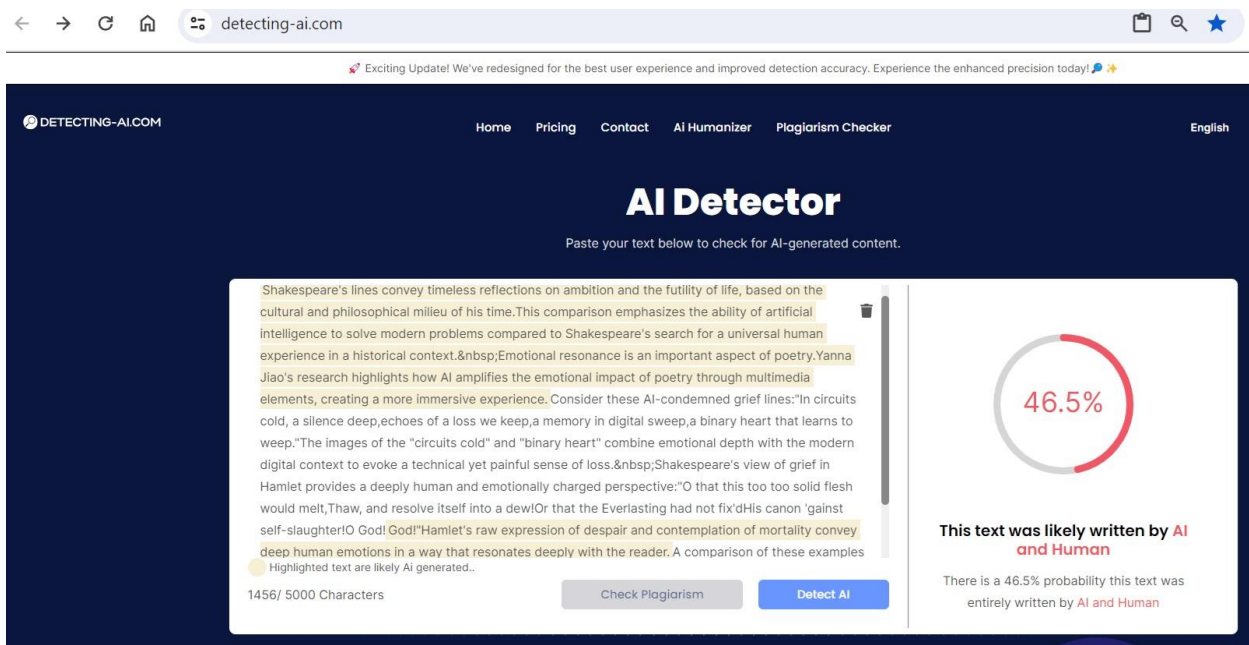 detecting-ai.com
🚀 Exciting Update! We've redesigned for the best user experience and improved detection accuracy. Experience the enhanced precision today!🔎 ✨
DETECTING-AI.COM
Home Pricing Contact Ai Humanizer Plagiarism Checker
English
AI Detector
Paste your text below to check for AI-generated content.
Shakespeare's lines convey timeless reflections on ambition and the futility of life, based on the
cultural and philosophical milieu of his time.This comparison emphasizes the ability of artificial
intelligence to solve modern problems compared to Shakespeare's search for a universal human
experience in a historical context.&nbsp;Emotional resonance is an important aspect of poetry.Yanna
Jiao's research highlights how AI amplifies the emotional impact of poetry through multimedia
elements, creating a more immersive experience. Consider these AI-condemned grief lines:"In circuits
cold, a silence deep,echoes of a loss we keep,a memory in digital sweep,a binary heart that learns to
weep."The images of the "circuits cold" and "binary heart" combine emotional depth with the modern
digital context to evoke a technical yet painful sense of loss.&nbsp;Shakespeare's view of grief in
Hamlet provides a deeply human and emotionally charged perspective:"O that this too too solid flesh
would melt,Thaw, and resolve itself into a dew!Or that the Everlasting had not fix'dHis canon 'gainst
self-slaughter!O God! God!"Hamlet's raw expression of despair and contemplation of mortality convey
deep human emotions in a way that resonates deeply with the reader. A comparison of these examples
Highlighted text are likely Ai generated..
1456/ 5000 Characters
Check Plagiarism
Detect AI
46.5%
This text was likely written by AI
and Human
There is a 46.5% probability this text was
entirely written by AI and Human